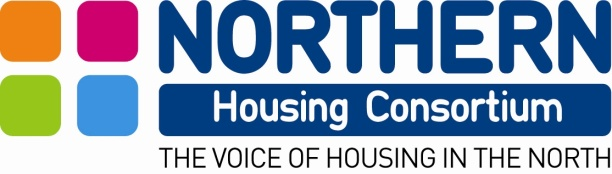 NORTHERN
Housing Consortium
THE VOICE OF HOUSING IN THE NORTH